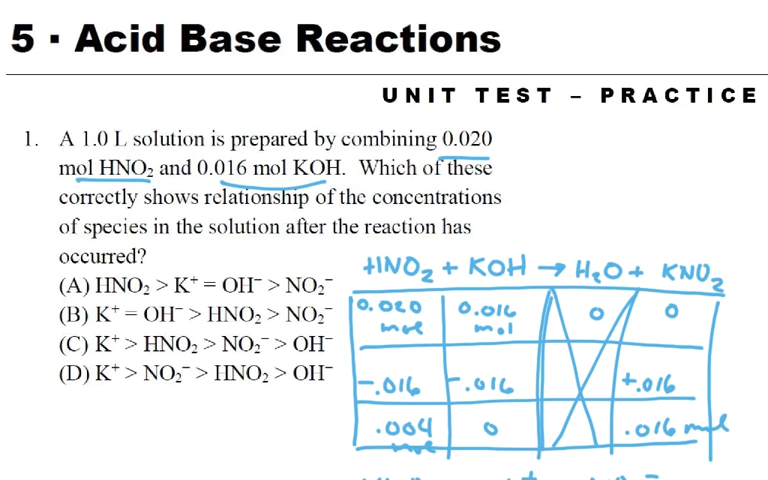 5 · Acid Base Reactions
UNIT TEST – PRACTICE
1. A 1.0 L solution is prepared by combining 0.020
mol HNO₂ and 0.016 mol KOH. Which of these
correctly shows relationship of the concentrations
of species in the solution after the reaction has
occurred?
(A) HNO₂ > K⁺ = OH⁻ > NO₂⁻
(B) K⁺ = OH⁻ > HNO₂ > NO₂⁻
(C) K⁺ > HNO₂ > NO₂⁻ > OH⁻
(D) K⁺ > NO₂⁻ > HNO₂ > OH⁻
HNO₂ + KOH → H₂O + KNO₂
0.020 mol 0.016 mol 0 0
-.016 -.016 +.016
.004 mol 0 .016 mol